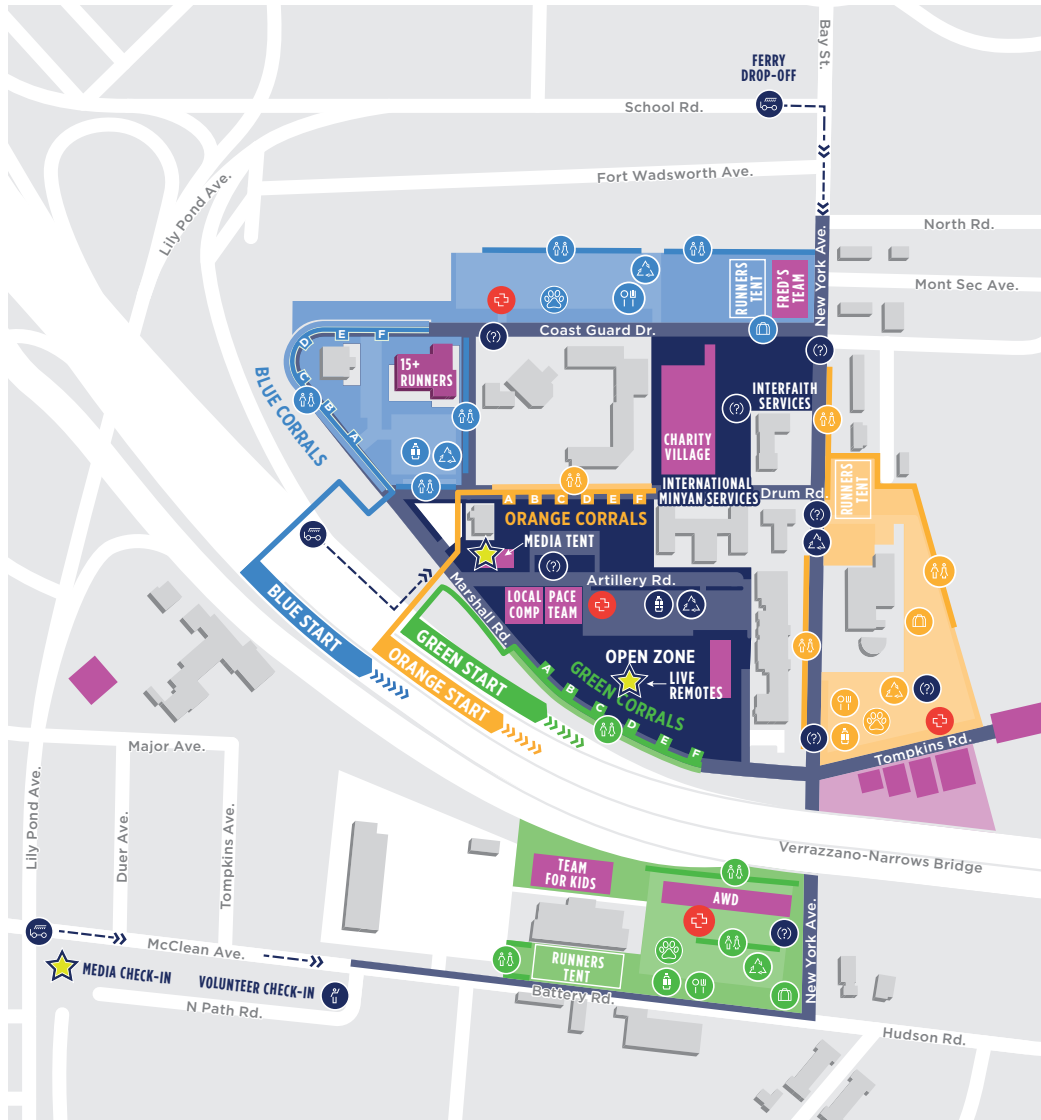 FERRY
DROP-OFF
Bay St.
School Rd.
Fort Wadsworth Ave.
Lily Pond Ave.
North Rd.
New York Ave.
Mont Sec Ave.
RUNNERS
TENT
FRED'S
TEAM
Coast Guard Dr.
D
E
F
C
B
A
BLUE CORRALS
15+
RUNNERS
INTERFAITH
SERVICES
CHARITY
VILLAGE
INTERNATIONAL
MINYAN SERVICES
Drum Rd.
RUNNERS
TENT
A
B
C
D
E
F
ORANGE CORRALS
MEDIA TENT
Artillery Rd.
LOCAL
COMP
PACE
TEAM
Marshall Rd.
BLUE START
GREEN START
ORANGE START
OPEN ZONE
LIVE
REMOTES
GREEN CORRALS
A
B
C
D
E
F
Tompkins Rd.
Major Ave.
Lily Pond Ave.
Duer Ave.
Tompkins Ave.
Verrazzano-Narrows Bridge
TEAM
FOR KIDS
AWD
New York Ave.
RUNNERS
TENT
McClean Ave.
MEDIA CHECK-IN
VOLUNTEER CHECK-IN
N Path Rd.
Battery Rd.
Hudson Rd.
(?)
(?)
(?)
(?)
(?)
(?)
(?)
(?)